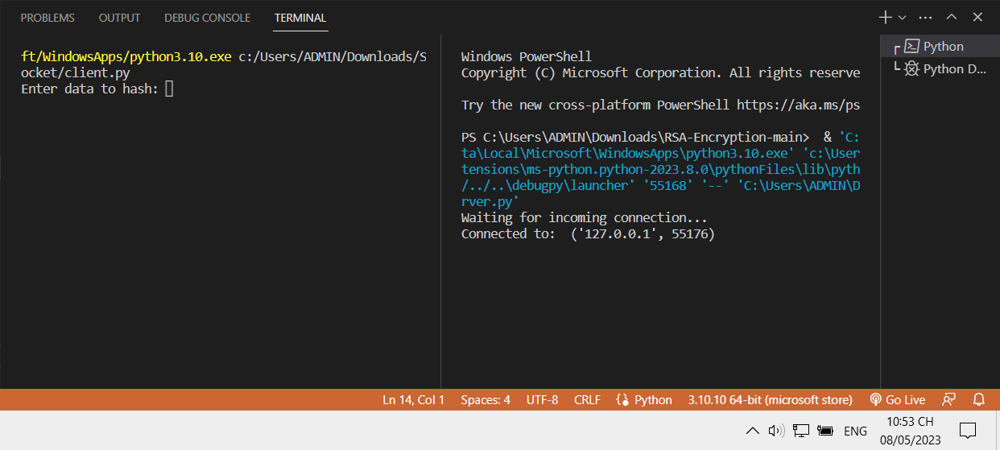 PROBLEMS OUTPUT DEBUG CONSOLE TERMINAL
ft/WindowsApps/python3.10.exe c:/Users/ADMIN/Downloads/S
ocket/client.py
Enter data to hash:
Windows PowerShell
Copyright (C) Microsoft Corporation. All rights reserve
Try the new cross-platform PowerShell https://aka.ms/ps
PS C:\Users\ADMIN\Downloads\RSA-Encryption-main>  & 'C:
ta\Local\Microsoft\WindowsApps\python3.10.exe' 'c:\User
tensions\ms-python.python-2023.8.0\pythonFiles\lib\pyth
/../..\debugpy\launcher' '55168' '--' 'C:\Users\ADMIN\D
rver.py'
Waiting for incoming connection...
Connected to:  ('127.0.0.1', 55176)
Python
Python D...
Ln 14, Col 1 Spaces: 4 UTF-8 CRLF Python 3.10.10 64-bit (microsoft store) Go Live
ENG
10:53 CH
08/05/2023